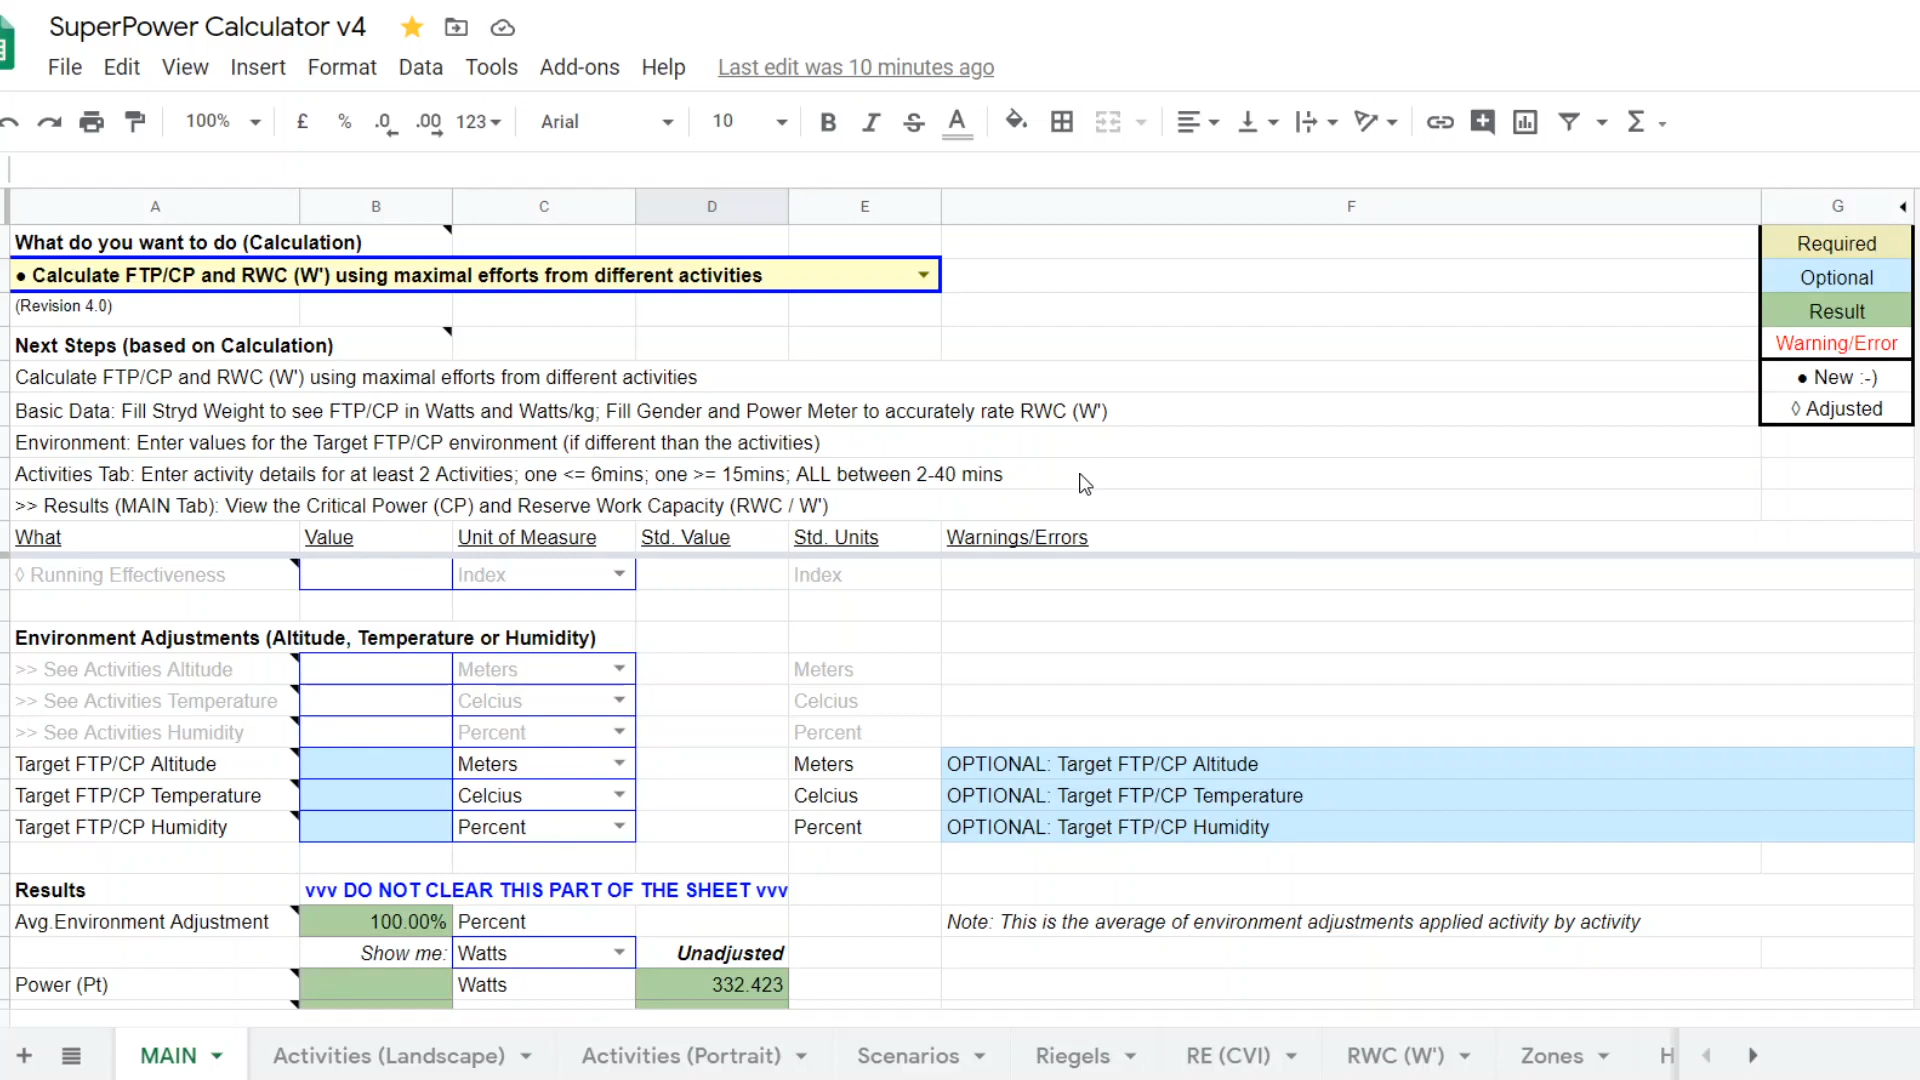 SuperPower Calculator v4
File Edit View Insert Format Data Tools Add-ons Help Last edit was 10 minutes ago
100% £ % .0 .00 123 Arial 10 B I S A Σ
A B C D E F G
What do you want to do (Calculation) Required
● Calculate FTP/CP and RWC (W') using maximal efforts from different activities Optional
(Revision 4.0) Result
Next Steps (based on Calculation) Warning/Error
Calculate FTP/CP and RWC (W') using maximal efforts from different activities ● New :-)
Basic Data: Fill Stryd Weight to see FTP/CP in Watts and Watts/kg; Fill Gender and Power Meter to accurately rate RWC (W') ◊ Adjusted
Environment: Enter values for the Target FTP/CP environment (if different than the activities)
Activities Tab: Enter activity details for at least 2 Activities; one <= 6mins; one >= 15mins; ALL between 2-40 mins
>> Results (MAIN Tab): View the Critical Power (CP) and Reserve Work Capacity (RWC / W')
What Value Unit of Measure Std. Value Std. Units Warnings/Errors
◊ Running Effectiveness Index Index
Environment Adjustments (Altitude, Temperature or Humidity)
>> See Activities Altitude Meters Meters
>> See Activities Temperature Celcius Celcius
>> See Activities Humidity Percent Percent
Target FTP/CP Altitude Meters Meters OPTIONAL: Target FTP/CP Altitude
Target FTP/CP Temperature Celcius Celcius OPTIONAL: Target FTP/CP Temperature
Target FTP/CP Humidity Percent Percent OPTIONAL: Target FTP/CP Humidity
Results vvv DO NOT CLEAR THIS PART OF THE SHEET vvv
Avg.Environment Adjustment 100.00% Percent Note: This is the average of environment adjustments applied activity by activity
Show me: Watts Unadjusted
Power (Pt) Watts 332.423
MAIN Activities (Landscape) Activities (Portrait) Scenarios Riegels RE (CVI) RWC (W') Zones H